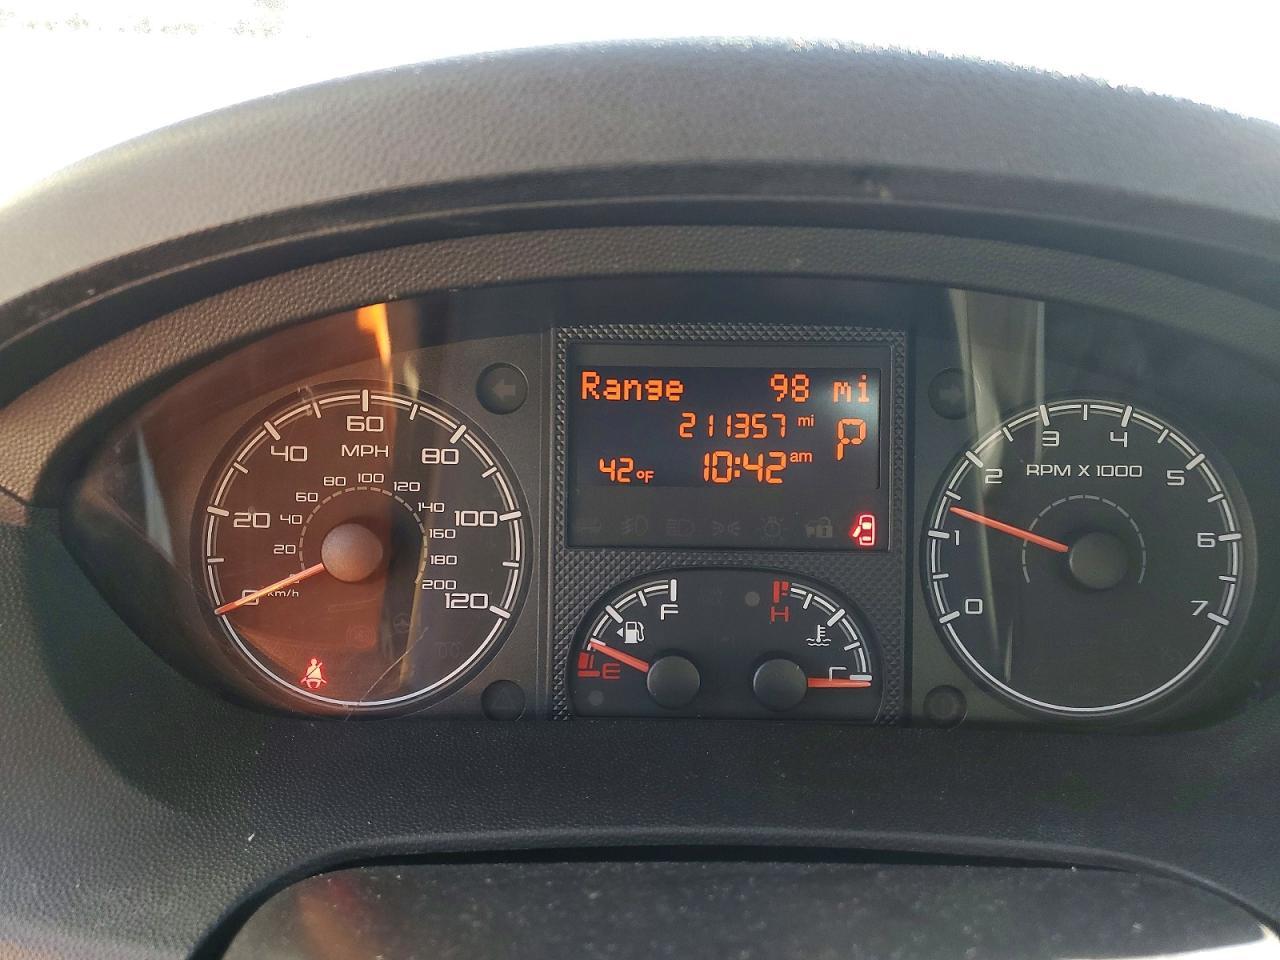 Range 98 mi
211357 mi P
42°F 10:42 am
MPH
0 20 40 60 80 100 120
km/h
20 40 60 80 100 120 140 160 180 200
RPM X 1000
0 1 2 3 4 5 6 7
F
E
H
C